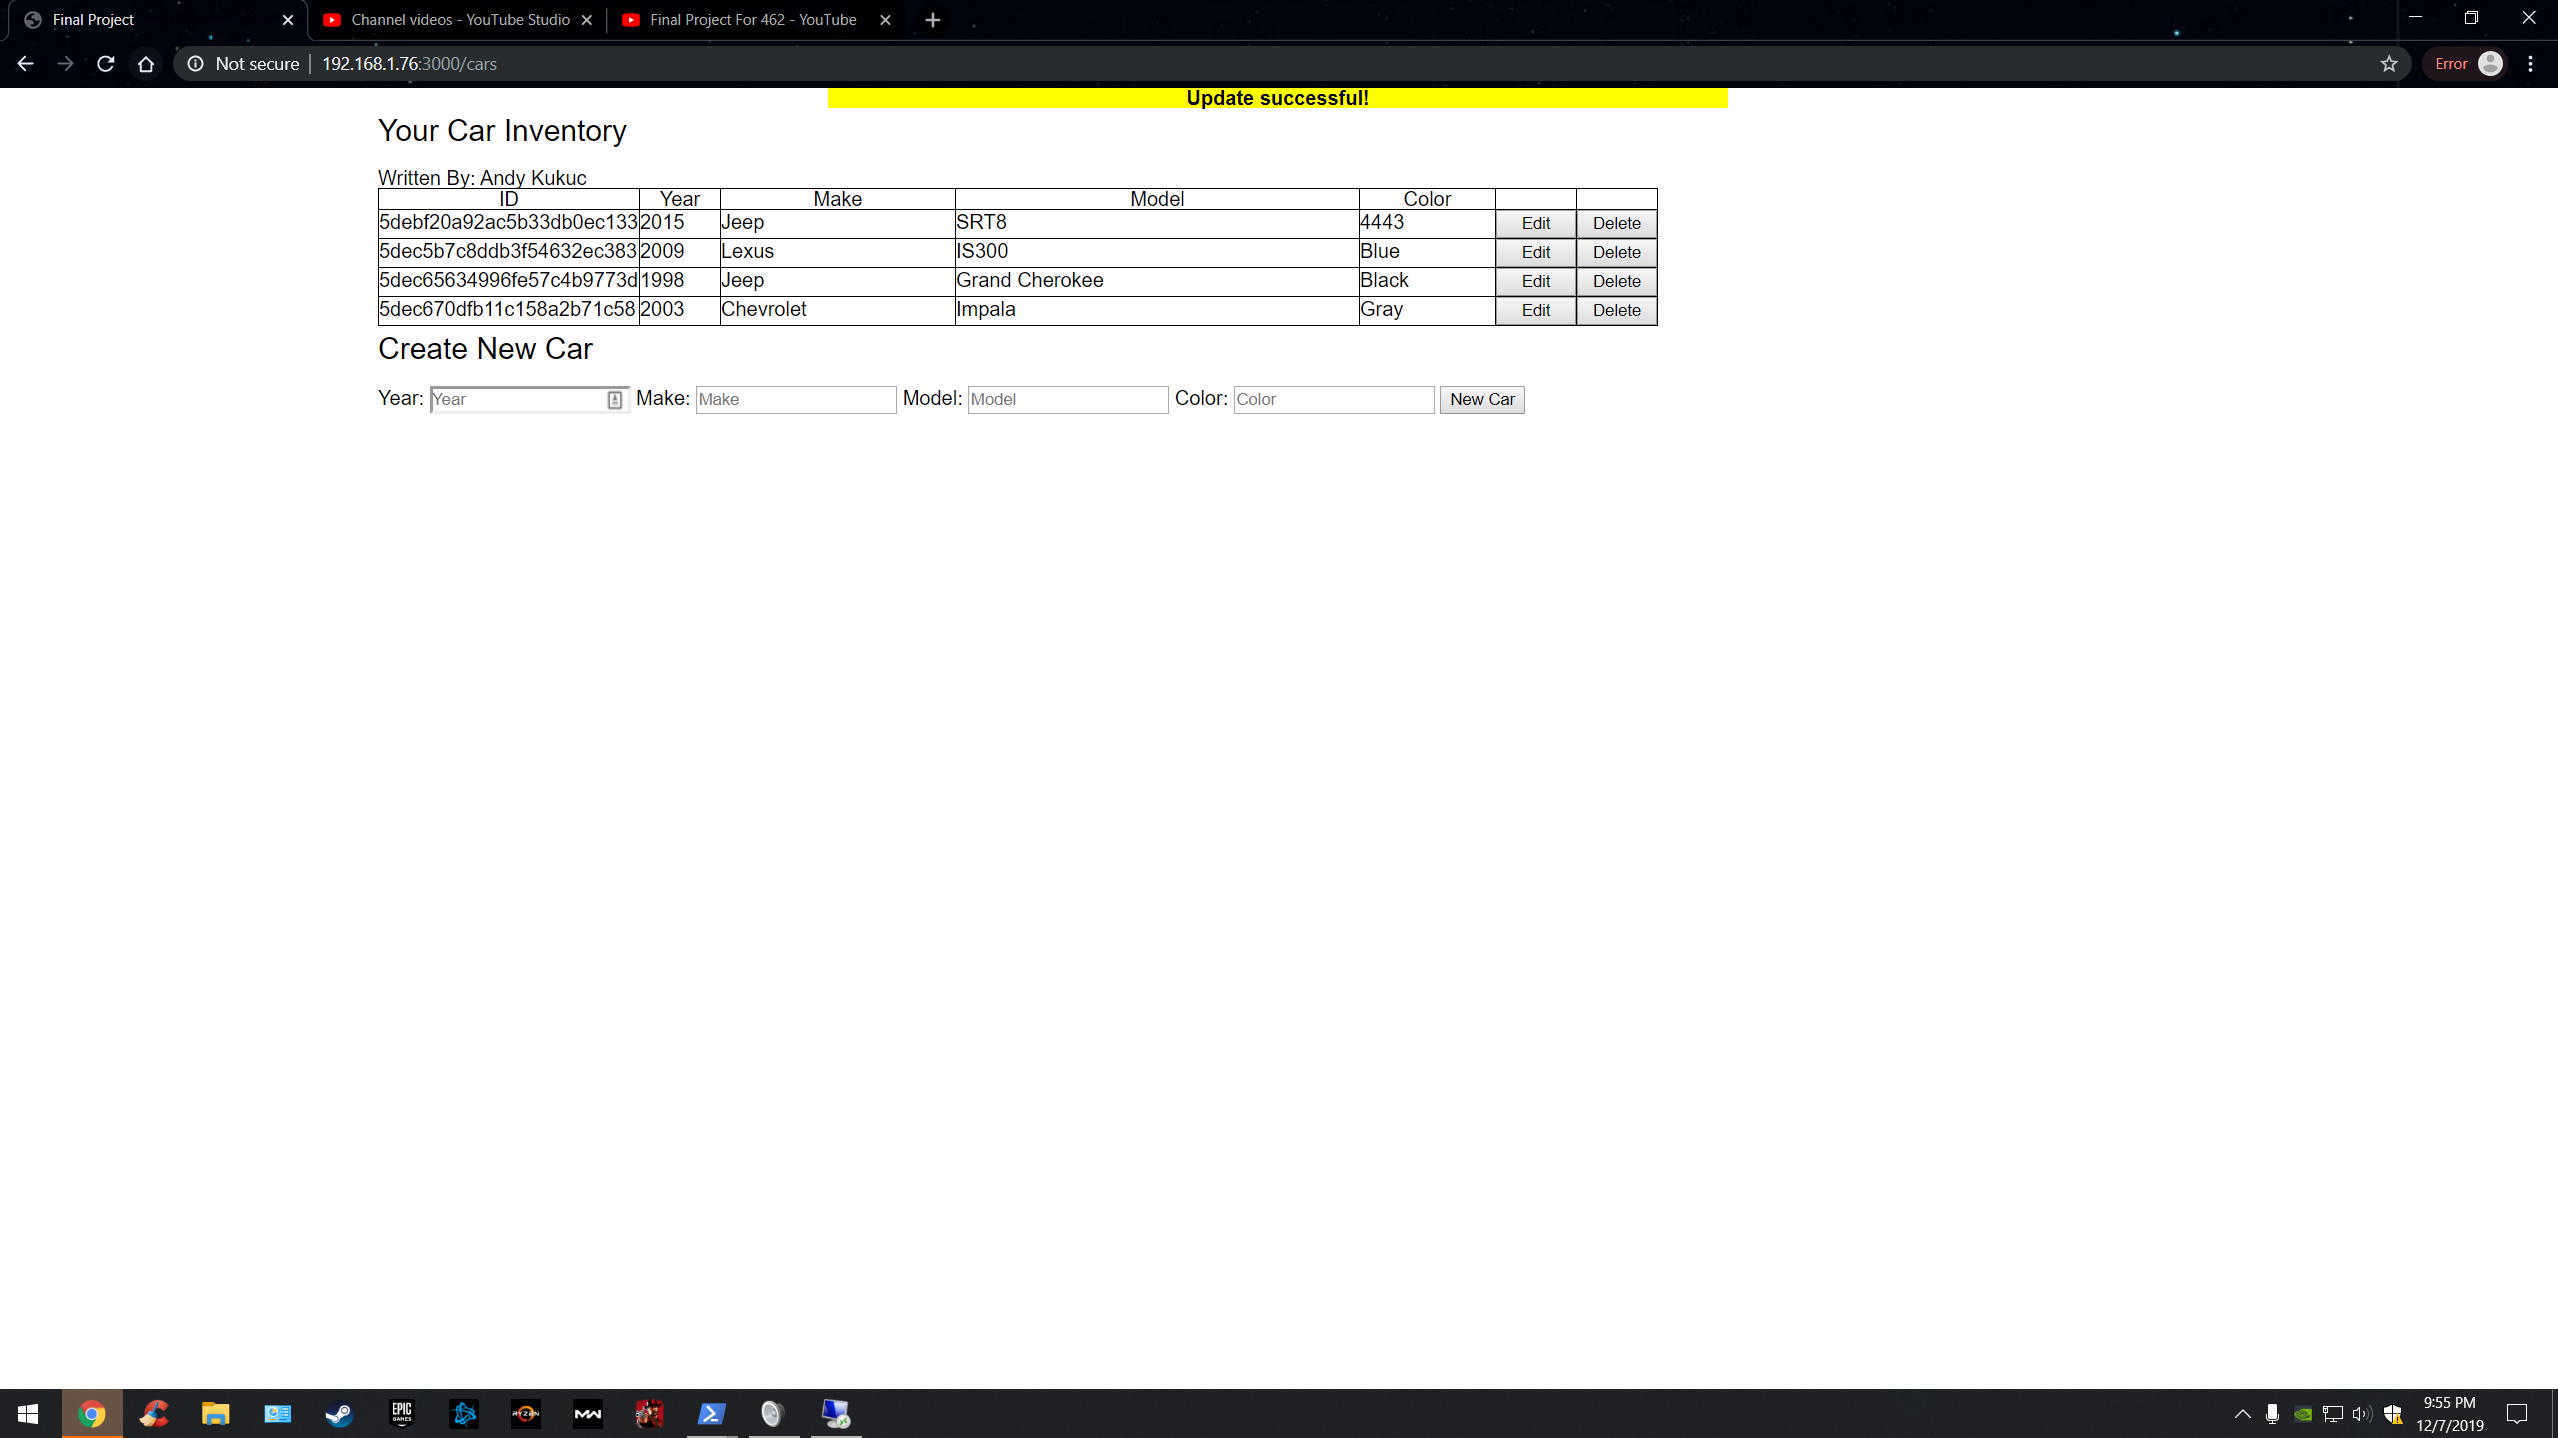 Final Project
Channel videos - YouTube Studio
Final Project For 462 - YouTube
Not secure 192.168.1.76:3000/cars
Error
Update successful!
Your Car Inventory
Written By: Andy Kukuc
ID Year Make Model Color
5debf20a92ac5b33db0ec133 2015 Jeep SRT8 4443 Edit Delete
5dec5b7c8ddb3f54632ec383 2009 Lexus IS300 Blue Edit Delete
5dec65634996fe57c4b9773d 1998 Jeep Grand Cherokee Black Edit Delete
5dec670dfb11c158a2b71c58 2003 Chevrolet Impala Gray Edit Delete
Create New Car
Year: Year Make: Make Model: Model Color: Color New Car
EPIC
GAMES
RYZEN
MW
9:55 PM
12/7/2019